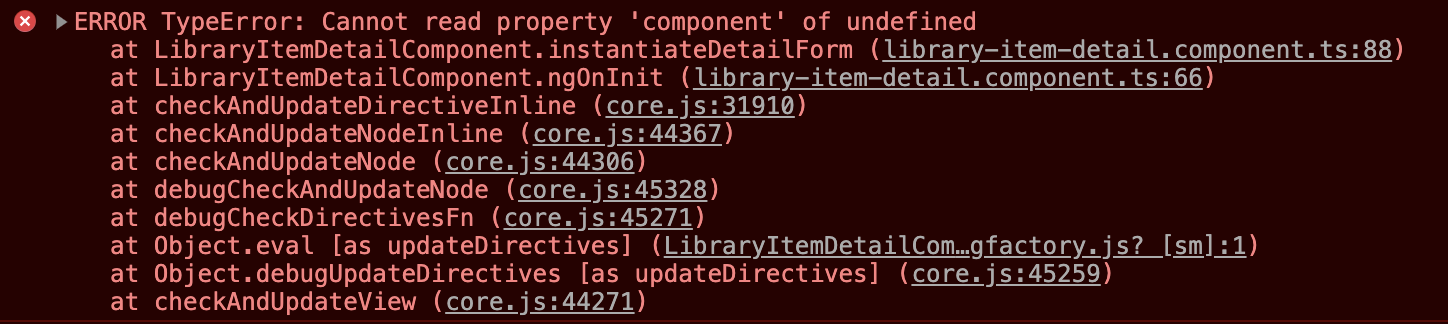 ERROR TypeError: Cannot read property 'component' of undefined
at LibraryItemDetailComponent.instantiateDetailForm (library-item-detail.component.ts:88)
at LibraryItemDetailComponent.ngOnInit (library-item-detail.component.ts:66)
at checkAndUpdateDirectiveInline (core.js:31910)
at checkAndUpdateNodeInline (core.js:44367)
at checkAndUpdateNode (core.js:44306)
at debugCheckAndUpdateNode (core.js:45328)
at debugCheckDirectivesFn (core.js:45271)
at Object.eval [as updateDirectives] (LibraryItemDetailCom…gfactory.js? [sm]:1)
at Object.debugUpdateDirectives [as updateDirectives] (core.js:45259)
at checkAndUpdateView (core.js:44271)